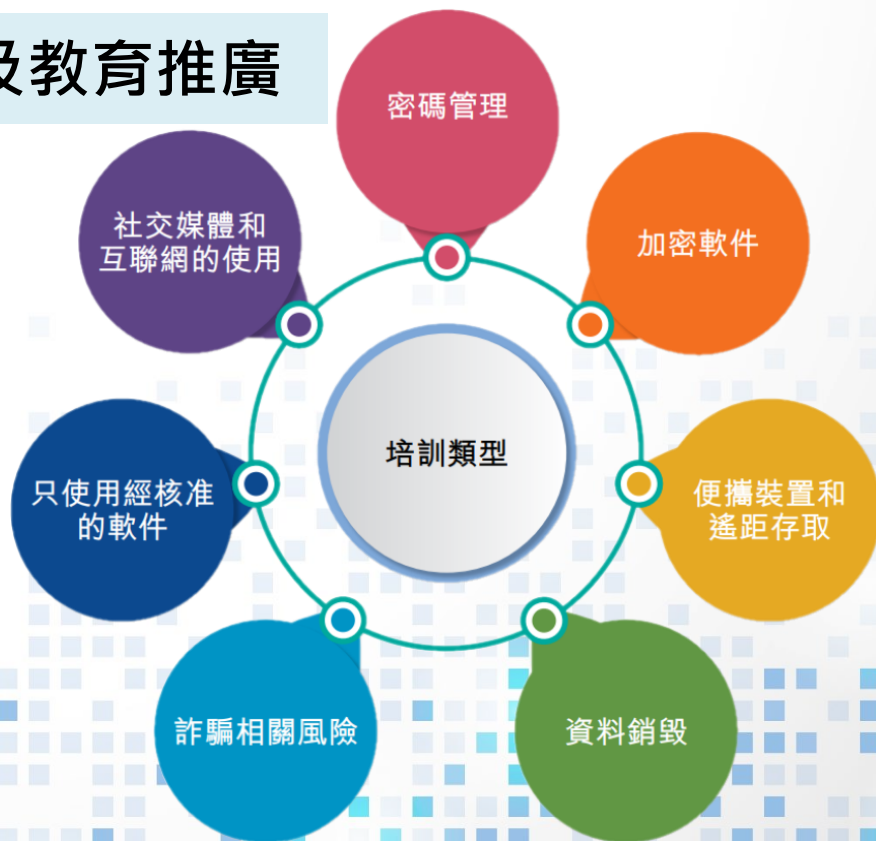 及教育推廣
密碼管理
加密軟件
便攜裝置和
遙距存取
資料銷毀
詐騙相關風險
只使用經核准
的軟件
社交媒體和
互聯網的使用
培訓類型